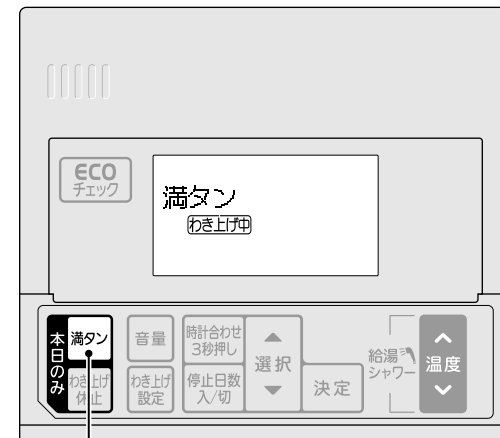 ECO
チェック
満タン
わき上げ中
本日のみ
満タン
わき上げ
休止
音量
わき上げ
設定
時計合わせ
3秒押し
停止日数
入/切
選択
決定
給湯
シャワー
温度